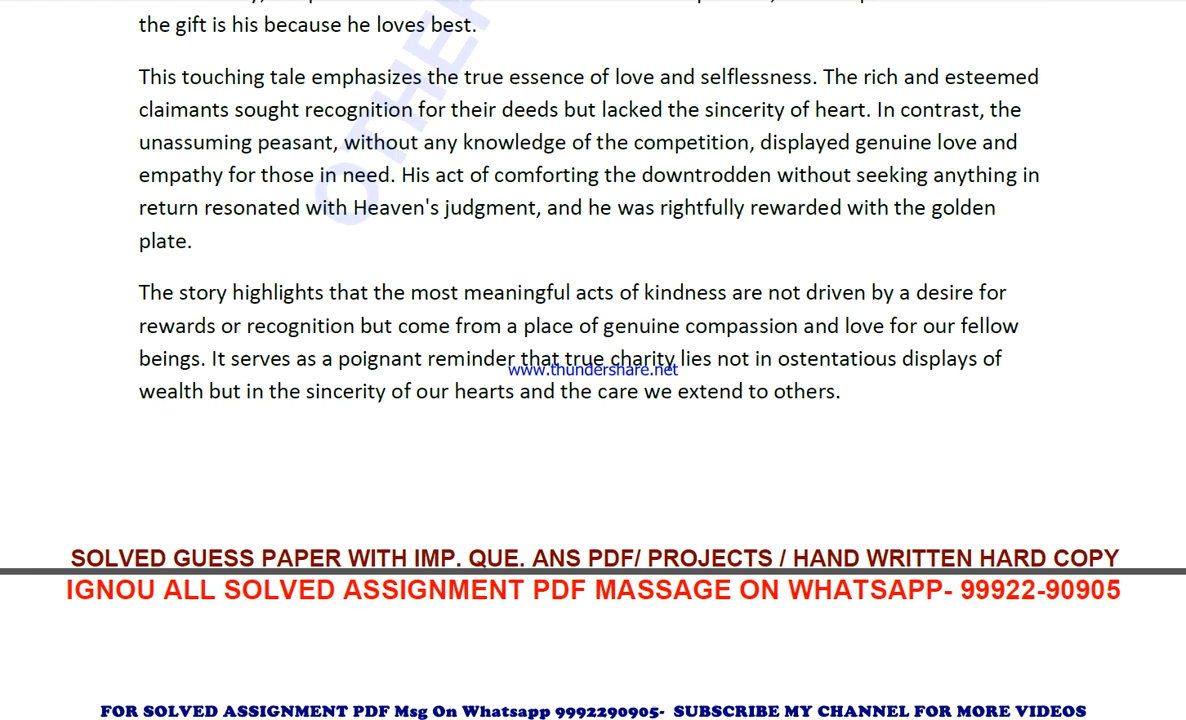 the gift is his because he loves best.
This touching tale emphasizes the true essence of love and selflessness. The rich and esteemed
claimants sought recognition for their deeds but lacked the sincerity of heart. In contrast, the
unassuming peasant, without any knowledge of the competition, displayed genuine love and
empathy for those in need. His act of comforting the downtrodden without seeking anything in
return resonated with Heaven's judgment, and he was rightfully rewarded with the golden
plate.
The story highlights that the most meaningful acts of kindness are not driven by a desire for
rewards or recognition but come from a place of genuine compassion and love for our fellow
beings. It serves as a poignant reminder that true charity lies not in ostentatious displays of
www.thundershare.net
wealth but in the sincerity of our hearts and the care we extend to others.
OTHER
SOLVED GUESS PAPER WITH IMP. QUE. ANS PDF/ PROJECTS / HAND WRITTEN HARD COPY
IGNOU ALL SOLVED ASSIGNMENT PDF MASSAGE ON WHATSAPP- 99922-90905
FOR SOLVED ASSIGNMENT PDF Msg On Whatsapp 9992290905- SUBSCRIBE MY CHANNEL FOR MORE VIDEOS